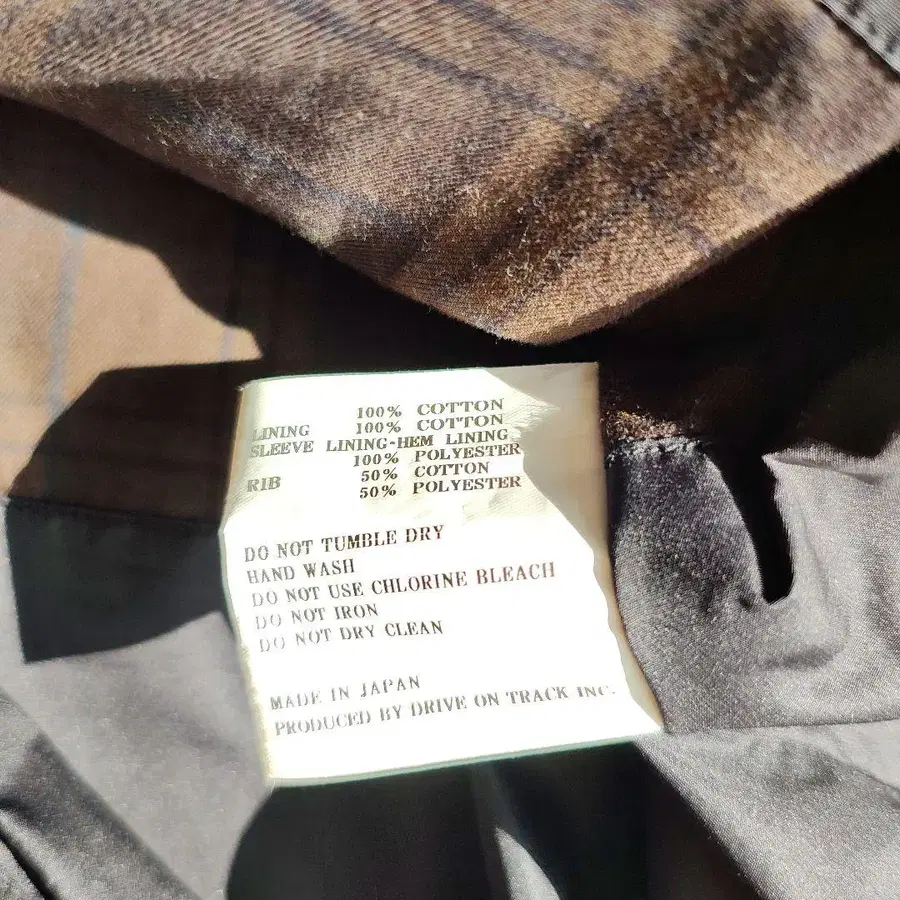 100% COTTON
LINING 100% COTTON
SLEEVE LINING·HEM LINING
100% POLYESTER
RIB 50% COTTON
50% POLYESTER
DO NOT TUMBLE DRY
HAND WASH
DO NOT USE CHLORINE BLEACH
DO NOT IRON
DO NOT DRY CLEAN
MADE IN JAPAN
PRODUCED BY DRIVE ON TRACK INC.